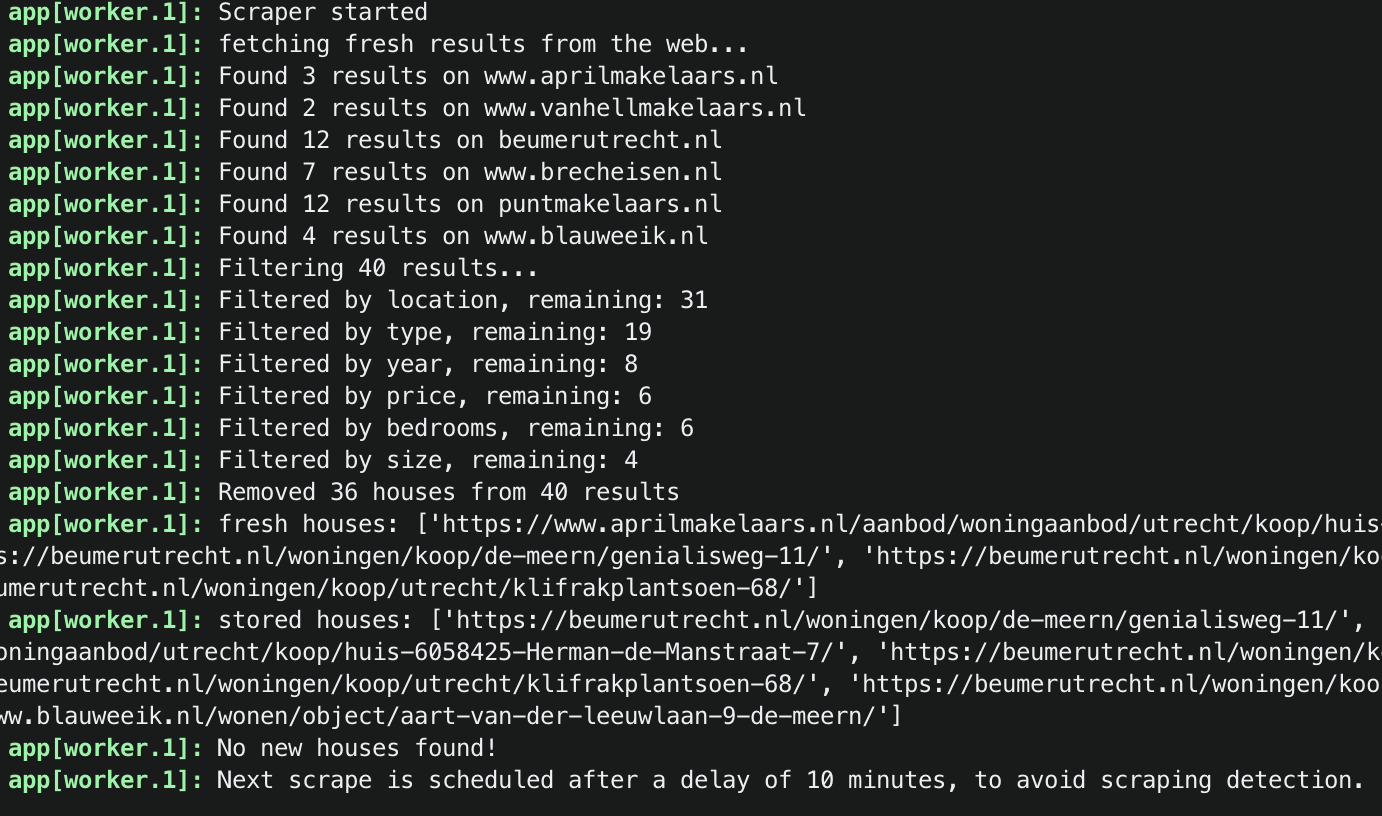 app[worker.1]: Scraper started
app[worker.1]: fetching fresh results from the web...
app[worker.1]: Found 3 results on www.aprilmakelaars.nl
app[worker.1]: Found 2 results on www.vanhellmakelaars.nl
app[worker.1]: Found 12 results on beumerutrecht.nl
app[worker.1]: Found 7 results on www.brecheisen.nl
app[worker.1]: Found 12 results on puntmakelaars.nl
app[worker.1]: Found 4 results on www.blauweeik.nl
app[worker.1]: Filtering 40 results...
app[worker.1]: Filtered by location, remaining: 31
app[worker.1]: Filtered by type, remaining: 19
app[worker.1]: Filtered by year, remaining: 8
app[worker.1]: Filtered by price, remaining: 6
app[worker.1]: Filtered by bedrooms, remaining: 6
app[worker.1]: Filtered by size, remaining: 4
app[worker.1]: Removed 36 houses from 40 results
app[worker.1]: fresh houses: ['https://www.aprilmakelaars.nl/aanbod/woningaanbod/utrecht/koop/huis-
s://beumerutrecht.nl/woningen/koop/de-meern/genialisweg-11/', 'https://beumerutrecht.nl/woningen/ko
umerutrecht.nl/woningen/koop/utrecht/klifrakplantsoen-68/']
app[worker.1]: stored houses: ['https://beumerutrecht.nl/woningen/koop/de-meern/genialisweg-11/',
oningaanbod/utrecht/koop/huis-6058425-Herman-de-Manstraat-7/', 'https://beumerutrecht.nl/woningen/k
eumerutrecht.nl/woningen/koop/utrecht/klifrakplantsoen-68/', 'https://beumerutrecht.nl/woningen/koo
ww.blauweeik.nl/wonen/object/aart-van-der-leeuwlaan-9-de-meern/']
app[worker.1]: No new houses found!
app[worker.1]: Next scrape is scheduled after a delay of 10 minutes, to avoid scraping detection.